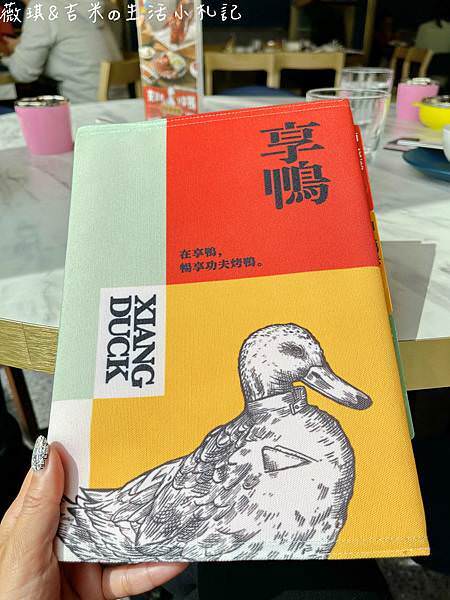 薇琪&吉米の生活小札記
享鴨
在享鴨，
暢享功夫烤鴨。
XIANG
DUCK